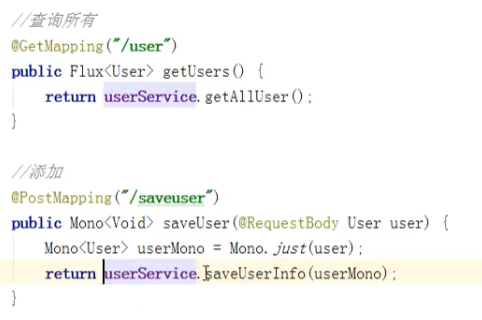 //查询所有
@GetMapping("/user")
public Flux<User> getUsers() {
return userService.getAllUser();
}
//添加
@PostMapping("/saveuser")
public Mono<Void> saveUser(@RequestBody User user) {
Mono<User> userMono = Mono.just(user);
return userService.saveUserInfo(userMono);
}